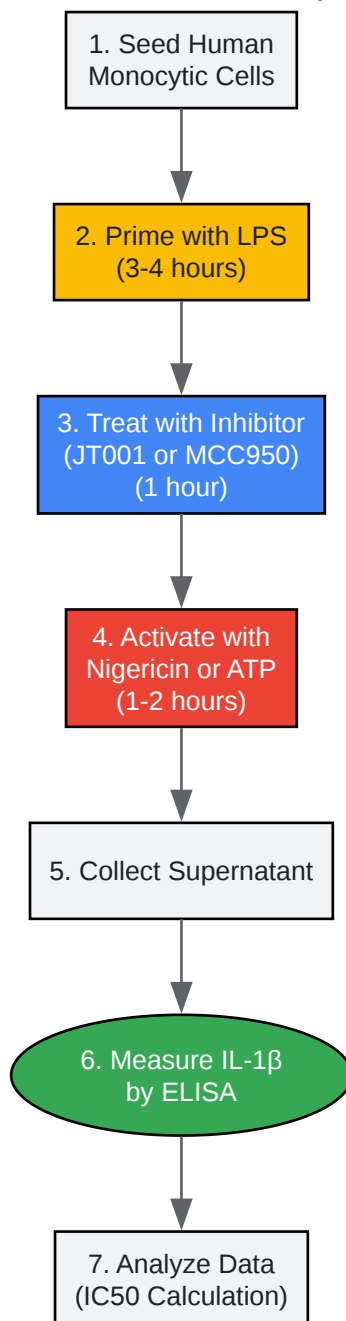 1. Seed Human
Monocytic Cells
2. Prime with LPS
(3-4 hours)
3. Treat with Inhibitor
(JT001 or MCC950)
(1 hour)
4. Activate with
Nigericin or ATP
(1-2 hours)
5. Collect Supernatant
6. Measure IL-1β
by ELISA
7. Analyze Data
(IC50 Calculation)